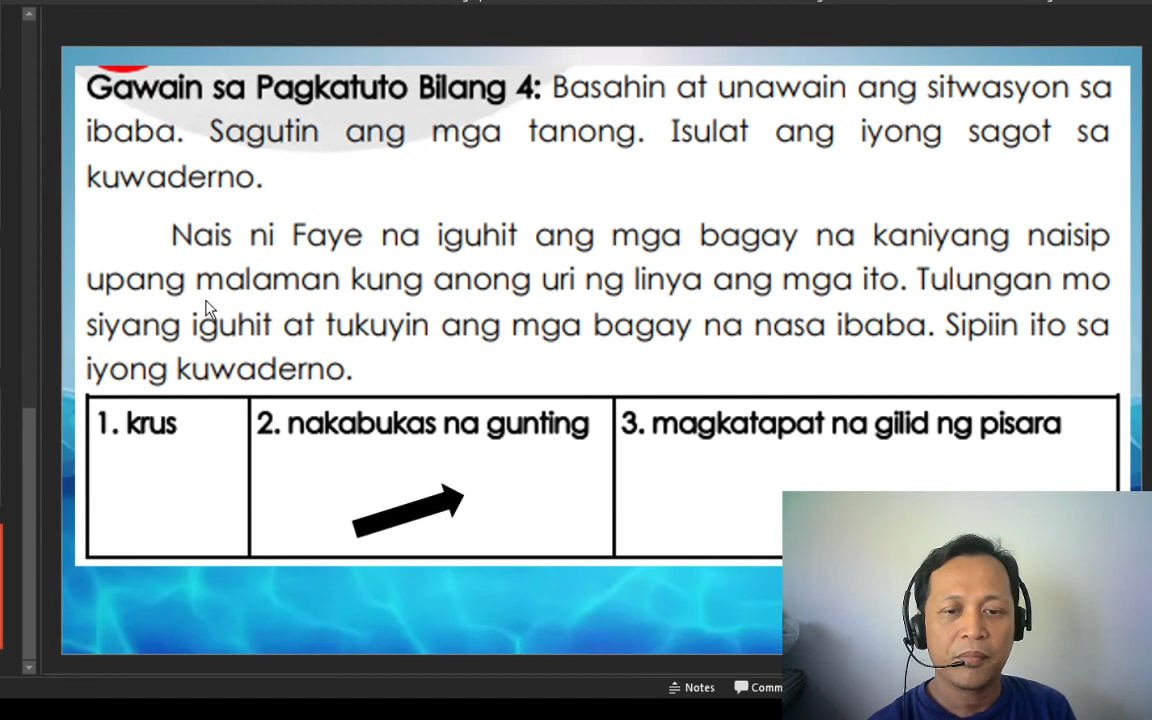 Gawain sa Pagkatuto Bilang 4: Basahin at unawain ang sitwasyon sa
ibaba. Sagutin ang mga tanong. Isulat ang iyong sagot sa
kuwaderno.
Nais ni Faye na iguhit ang mga bagay na kaniyang naisip
upang malaman kung anong uri ng linya ang mga ito. Tulungan mo
siyang iguhit at tukuyin ang mga bagay na nasa ibaba. Sipiin ito sa
iyong kuwaderno.
1. krus
2. nakabukas na gunting
3. magkatapat na gilid ng pisara
Notes